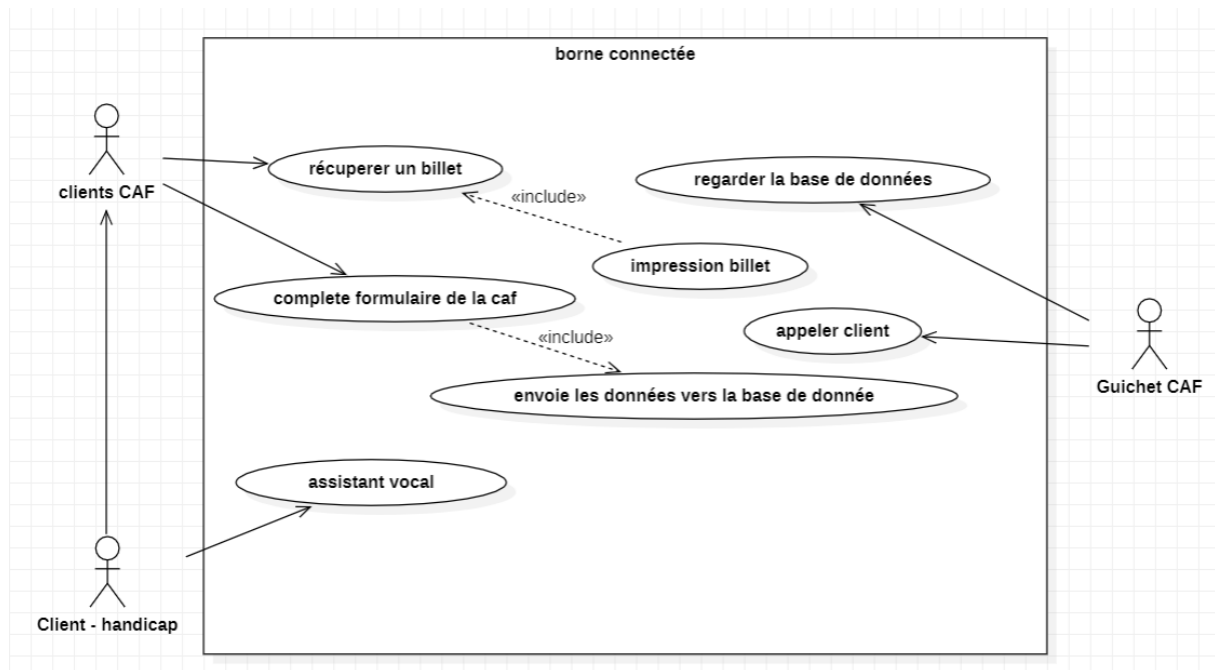 borne connectée
récuperer un billet
regarder la base de données
clients CAF
«include»
impression billet
complete formulaire de la caf
appeler client
«include»
Guichet CAF
envoie les données vers la base de donnée
assistant vocal
Client - handicap